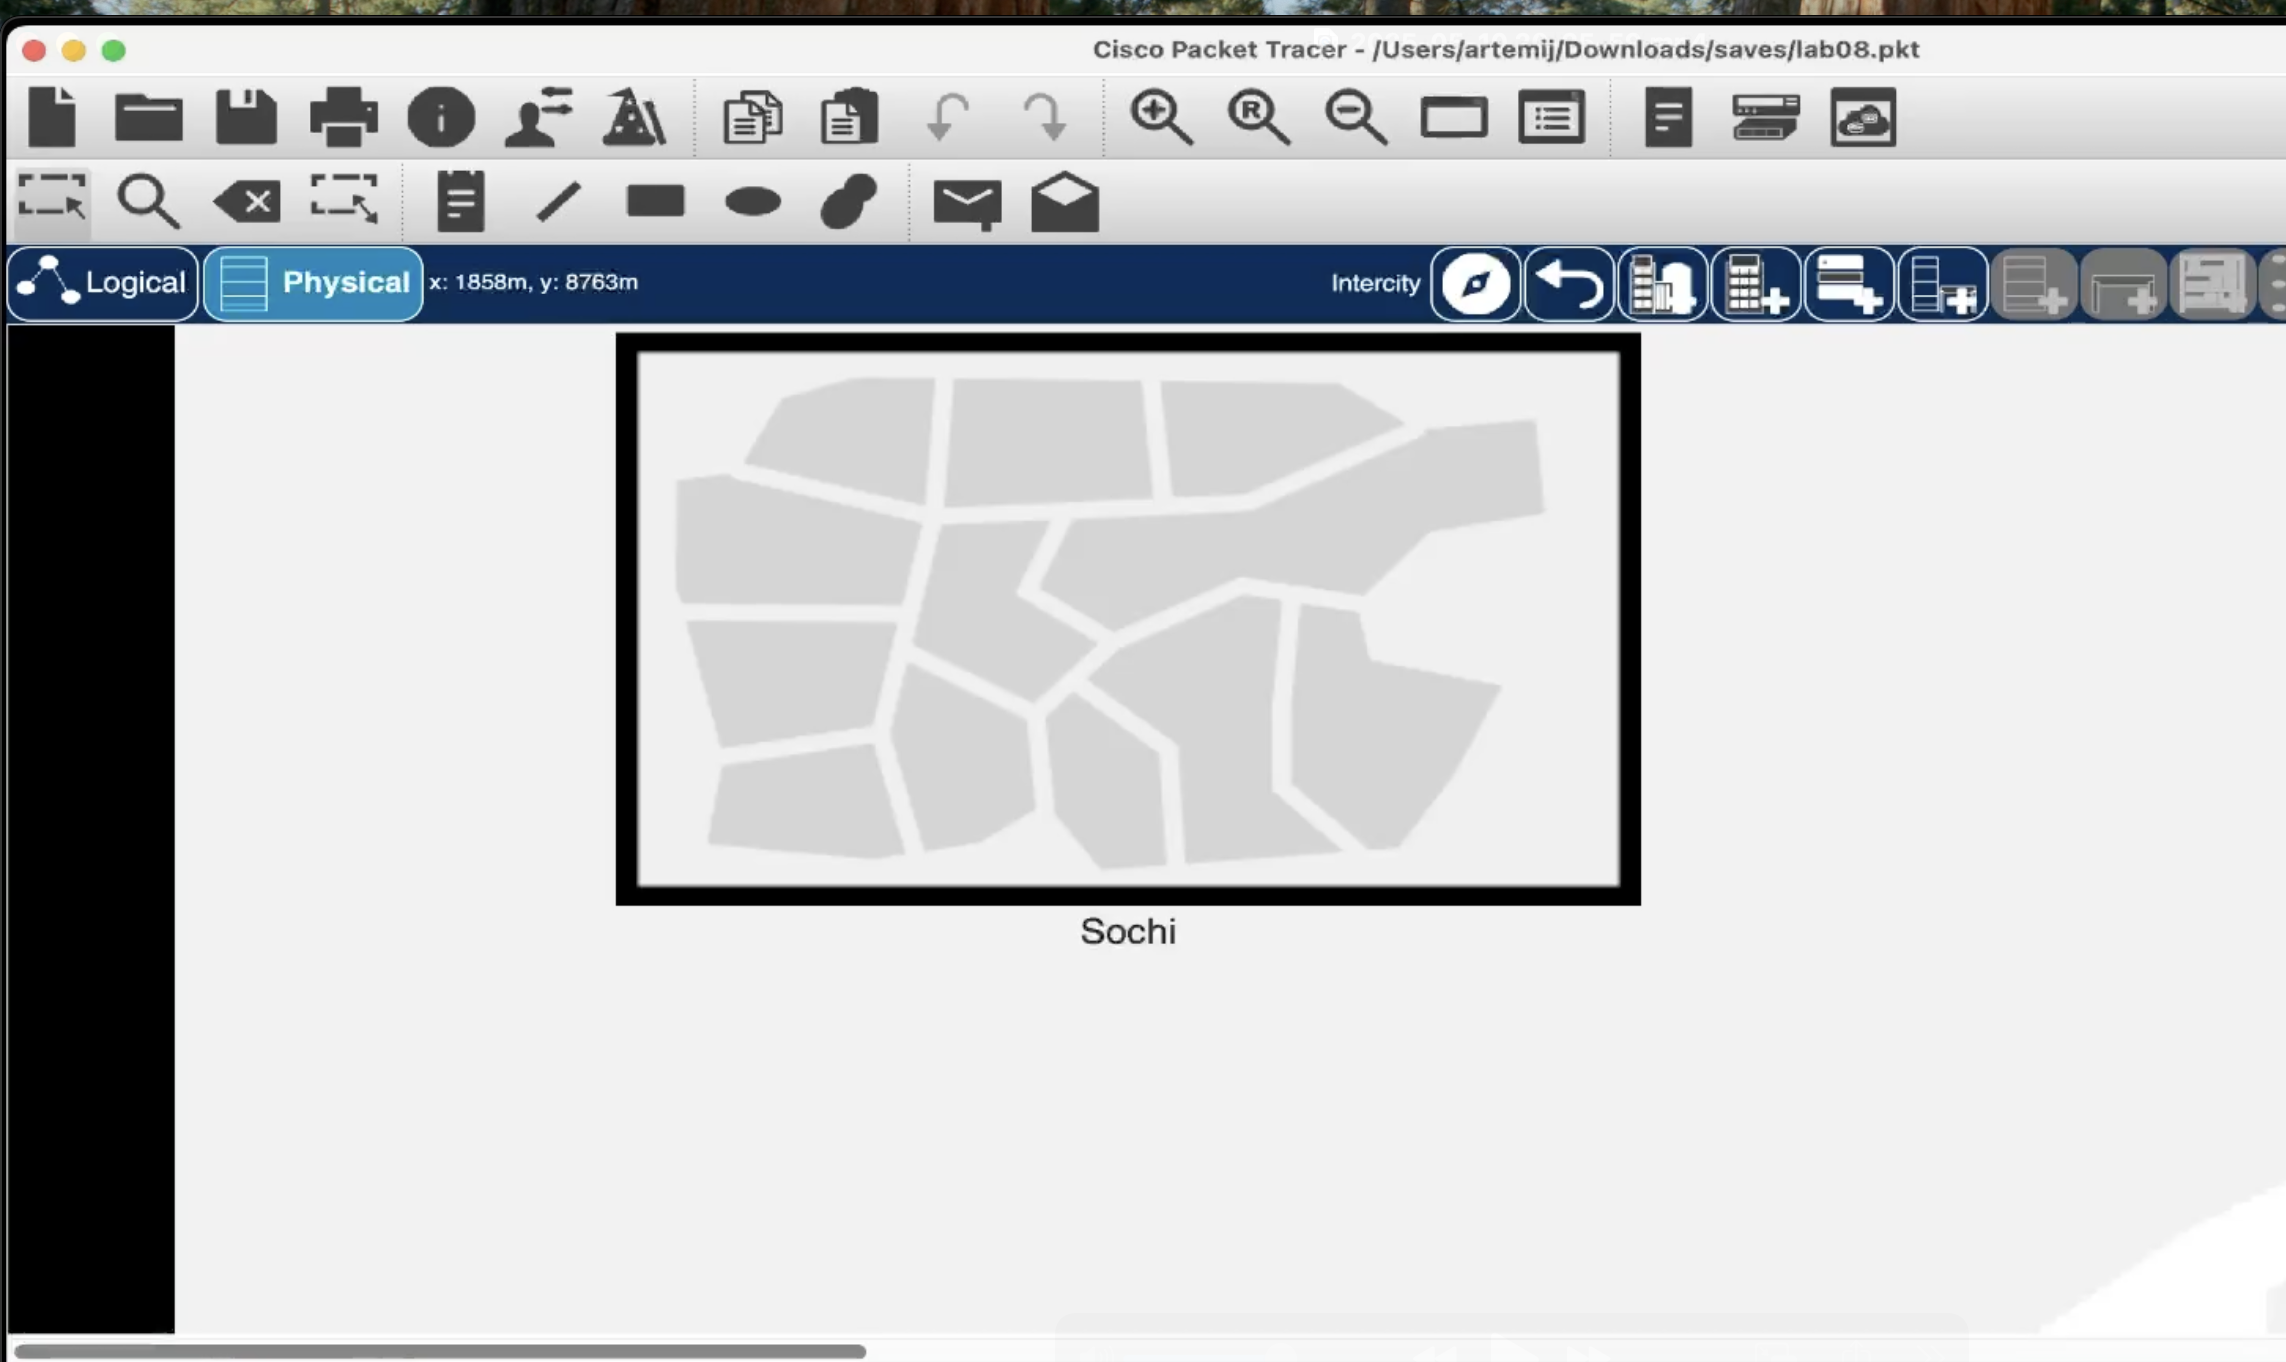 Cisco Packet Tracer - /Users/artemij/Downloads/saves/lab08.pkt
Logical
Physical
x: 1858m, y: 8763m
Intercity
Sochi